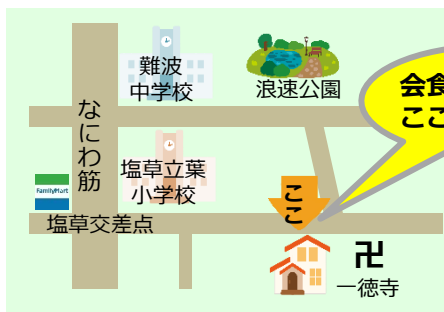 難波
中学校
浪速公園
会食
ここ
なにわ筋
塩草立葉
小学校
FamilyMart
塩草交差点
ここ
卍
一徳寺